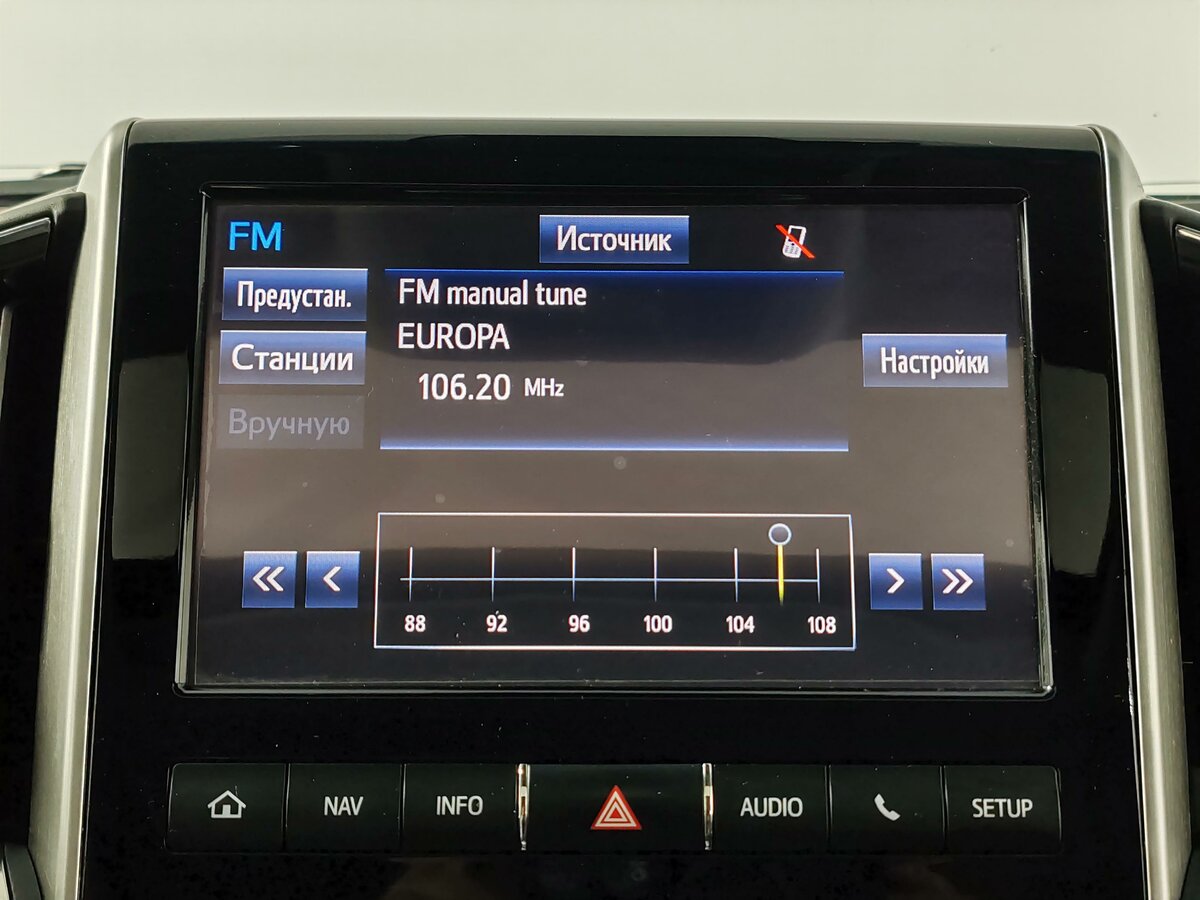 FM
Источник
Предустан.
Станции
Вручную
FM manual tune
EUROPA
106.20 MHz
Настройки
88 92 96 100 104 108
NAV INFO AUDIO SETUP